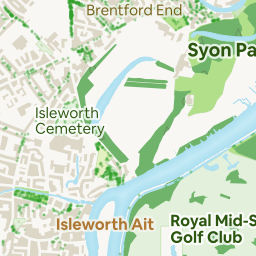 Brentford End
Syon Pa
Isleworth
Cemetery
Isleworth Ait
Royal Mid-S
Golf Club